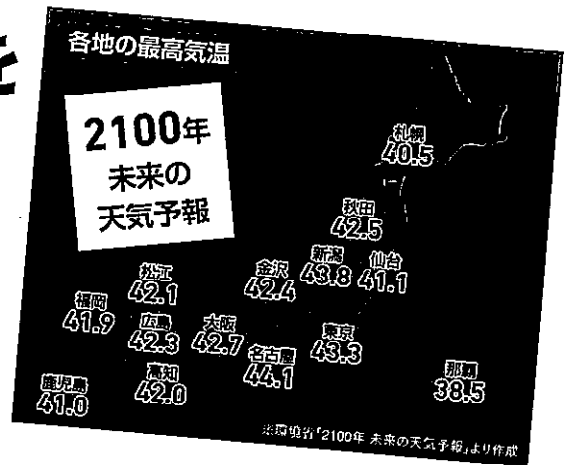 を
各地の最高気温
2100年
未来の
天気予報
札幌
40.5
秋田
42.5
新潟
43.8
仙台
41.1
金沢
42.4
松江
42.1
福岡
41.9
広島
42.3
大阪
42.7
名古屋
44.1
東京
43.3
高知
42.0
鹿児島
41.0
那覇
38.5
※環境省「2100年 未来の天気予報」より作成